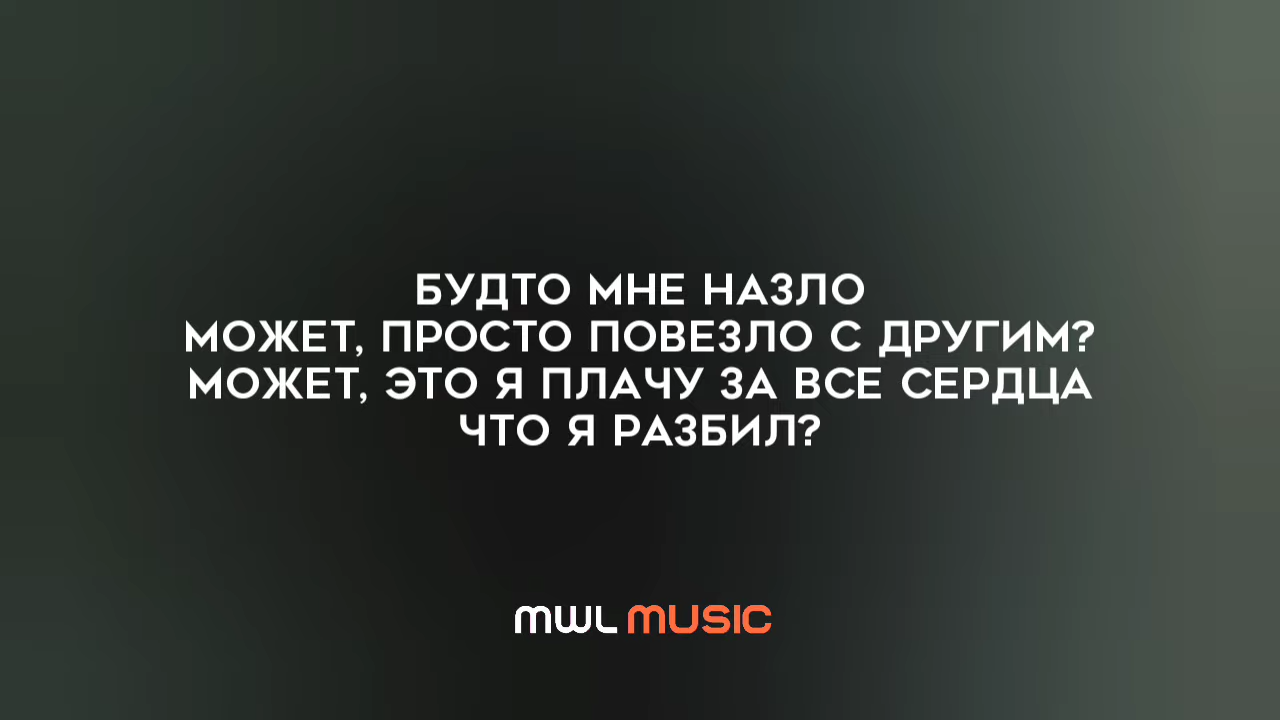 БУДТО МНЕ НАЗЛО
МОЖЕТ, ПРОСТО ПОВЕЗЛО С ДРУГИМ?
МОЖЕТ, ЭТО Я ПЛАЧУ ЗА ВСЕ СЕРДЦА
ЧТО Я РАЗБИЛ?
MWL MUSIC